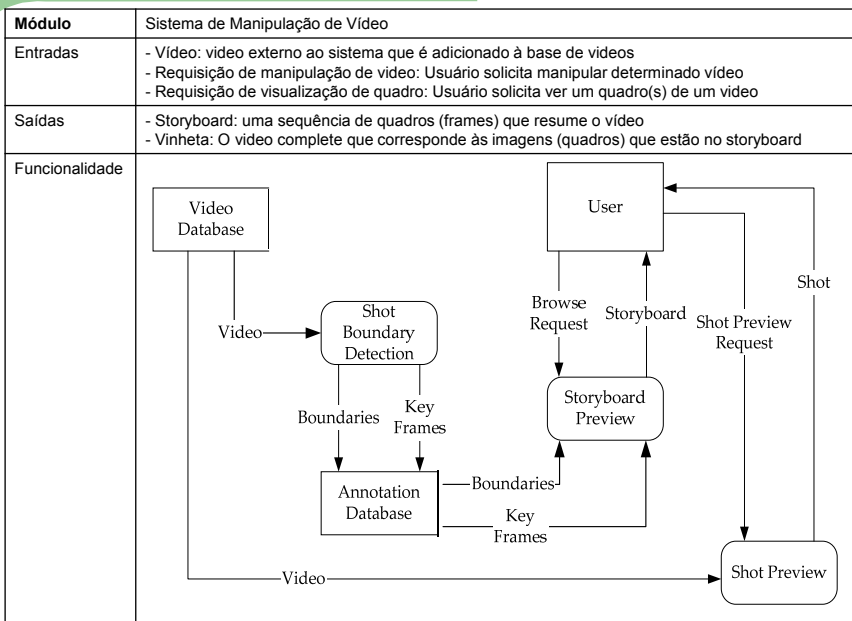 Módulo
Sistema de Manipulação de Vídeo
Entradas
- Vídeo: video externo ao sistema que é adicionado à base de videos
- Requisição de manipulação de video: Usuário solicita manipular determinado vídeo
- Requisição de visualização de quadro: Usuário solicita ver um quadro(s) de um video
Saídas
- Storyboard: uma sequência de quadros (frames) que resume o vídeo
- Vinheta: O video complete que corresponde às imagens (quadros) que estão no storyboard
Funcionalidade
Video
Database
User
Shot
Browse
Request
Storyboard
Shot Preview
Request
Video
Shot
Boundary
Detection
Boundaries
Key
Frames
Storyboard
Preview
Annotation
Database
Boundaries
Key
Frames
Video
Shot Preview